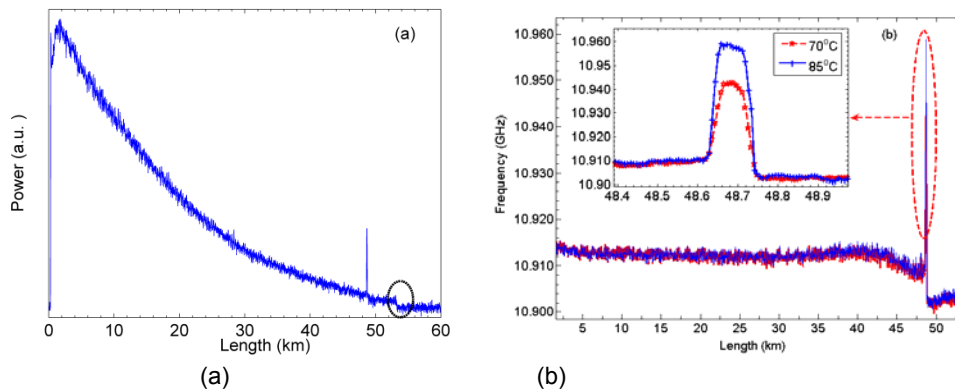 (a)
Power (a.u.)
0 10 20 30 40 50 60
Length (km)
(a)
10.960
10.950
10.940
10.930
10.920
10.910
10.900
Frequency (GHz)
(b)
70⁰C
85⁰C
10.960
10.95
10.940
10.93
10.920
10.910
10.90
48.4 48.5 48.6 48.7 48.8 48.9
5 10 15 20 25 30 35 40 45 50
Length (km)
(b)